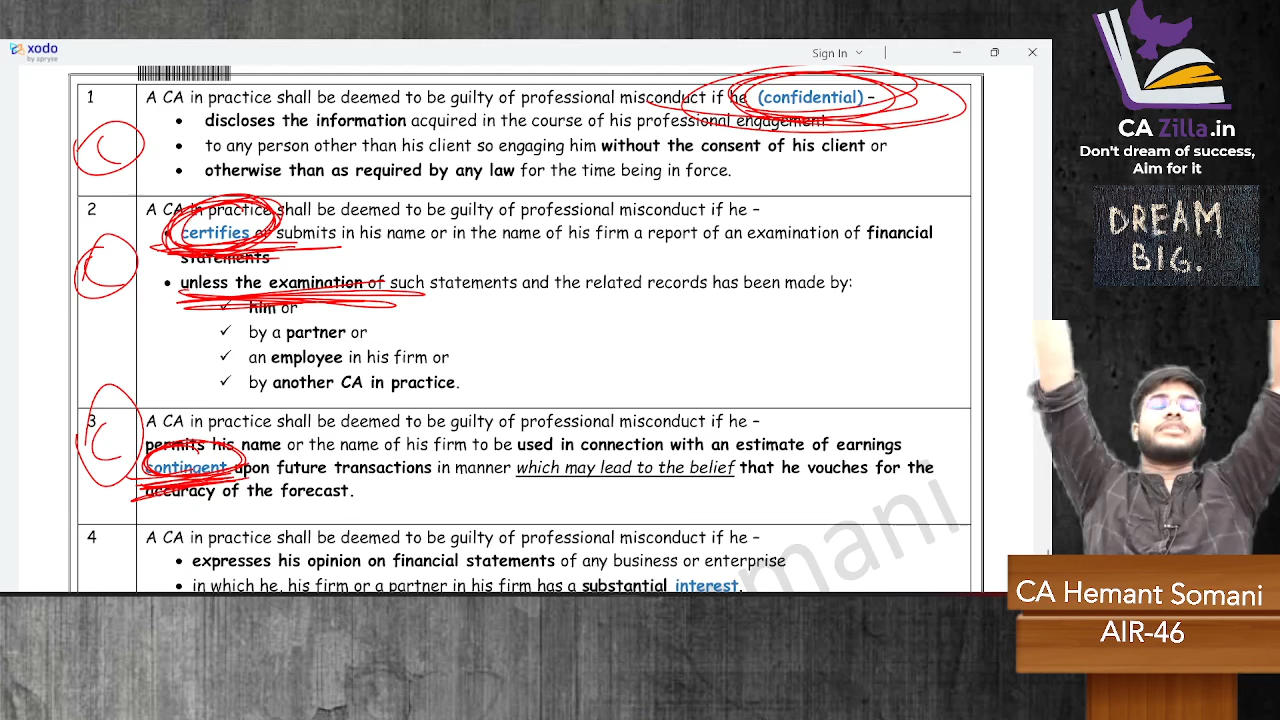 xodo
by apryse
Sign In
1
A CA in practice shall be deemed to be guilty of professional misconduct if he (confidential) –
• discloses the information acquired in the course of his professional engagement
• to any person other than his client so engaging him without the consent of his client or
• otherwise than as required by any law for the time being in force.
C
2
A CA in practice shall be deemed to be guilty of professional misconduct if he –
• certifies or submits in his name or in the name of his firm a report of an examination of financial
statements
• unless the examination of such statements and the related records has been made by:
✓ him or
✓ by a partner or
✓ an employee in his firm or
✓ by another CA in practice.
C
3
A CA in practice shall be deemed to be guilty of professional misconduct if he –
permits his name or the name of his firm to be used in connection with an estimate of earnings
contingent upon future transactions in manner which may lead to the belief that he vouches for the
accuracy of the forecast.
C
4
A CA in practice shall be deemed to be guilty of professional misconduct if he –
• expresses his opinion on financial statements of any business or enterprise
• in which he, his firm or a partner in his firm has a substantial interest.
mani
CA Zilla.in
Don't dream of success,
Aim for it
DREAM
BIG.
CA Hemant Somani
AIR-46